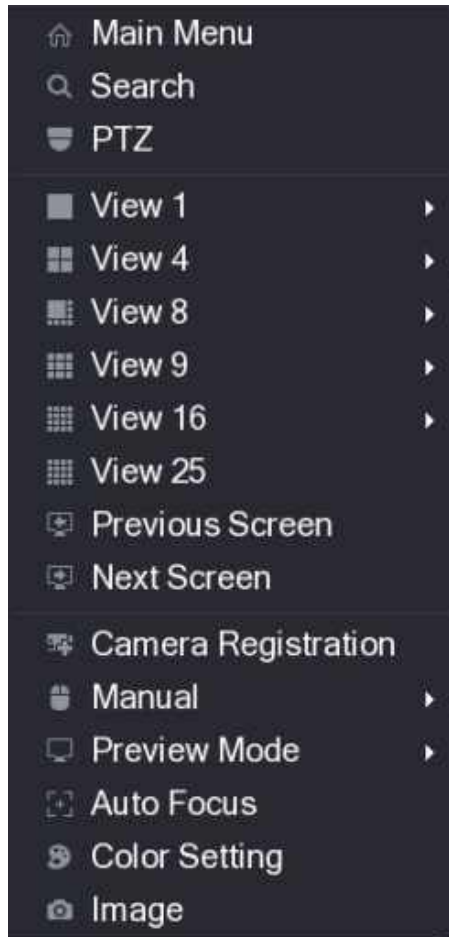 Main Menu
Search
PTZ
View 1
View 4
View 8
View 9
View 16
View 25
Previous Screen
Next Screen
Camera Registration
Manual
Preview Mode
Auto Focus
Color Setting
Image